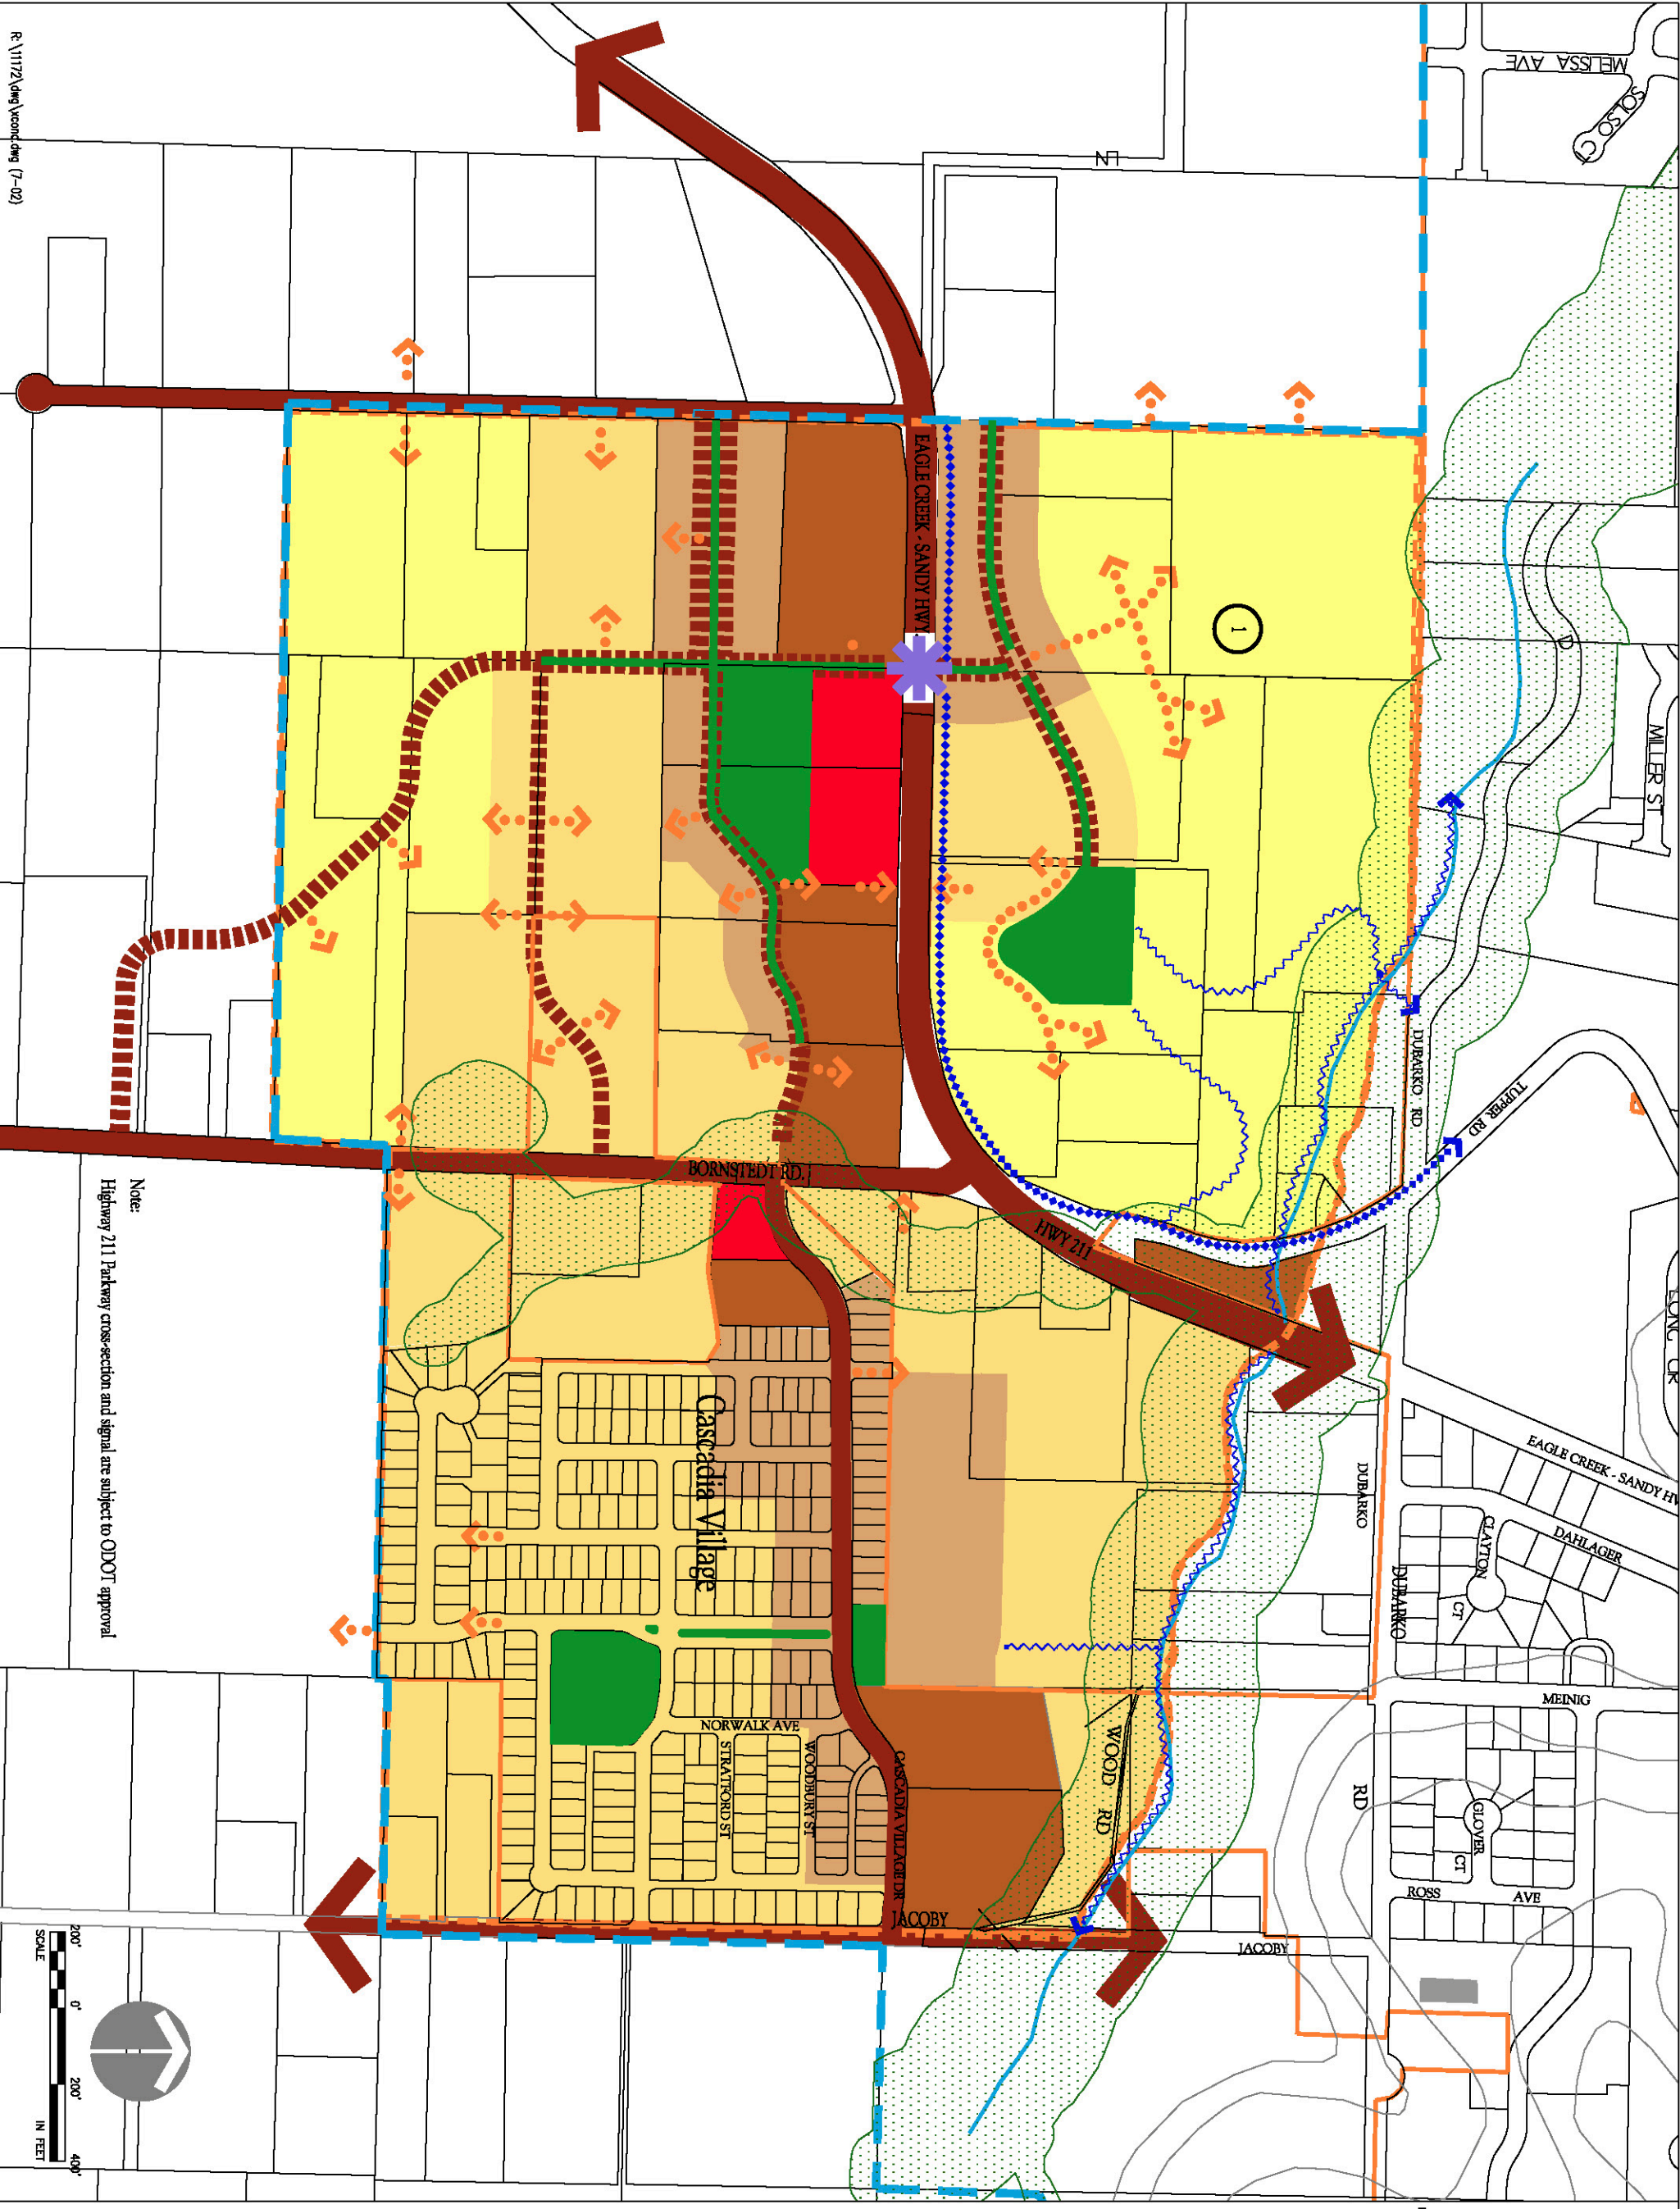 MELISSA AVE
SOLSO CT
LN
R:\11172\dwg\xconc.dwg (7-02)
EAGLE CREEK - SANDY HWY.
1
D
MILLER ST
DUBARKO RD
TUPPER RD
BORNSTEDT RD.
HWY 211
Note:
Highway 211 Parkway cross-section and signal are subject to ODOT approval
Cascadia Village
EAGLE CREEK - SANDY HW
DAHLAGER
CLAYTON
CT
DUBARKO
DUBARKO
RD
MEINIG
GLOVER
CT
ROSS AVE
NORWALK AVE
STRATFORD ST
WOODBURY ST
CASCADIA VILLAGE DR
WOOD RD
JACOBY
JACOBY
200' 0' 200' 400'
SCALE IN FEET